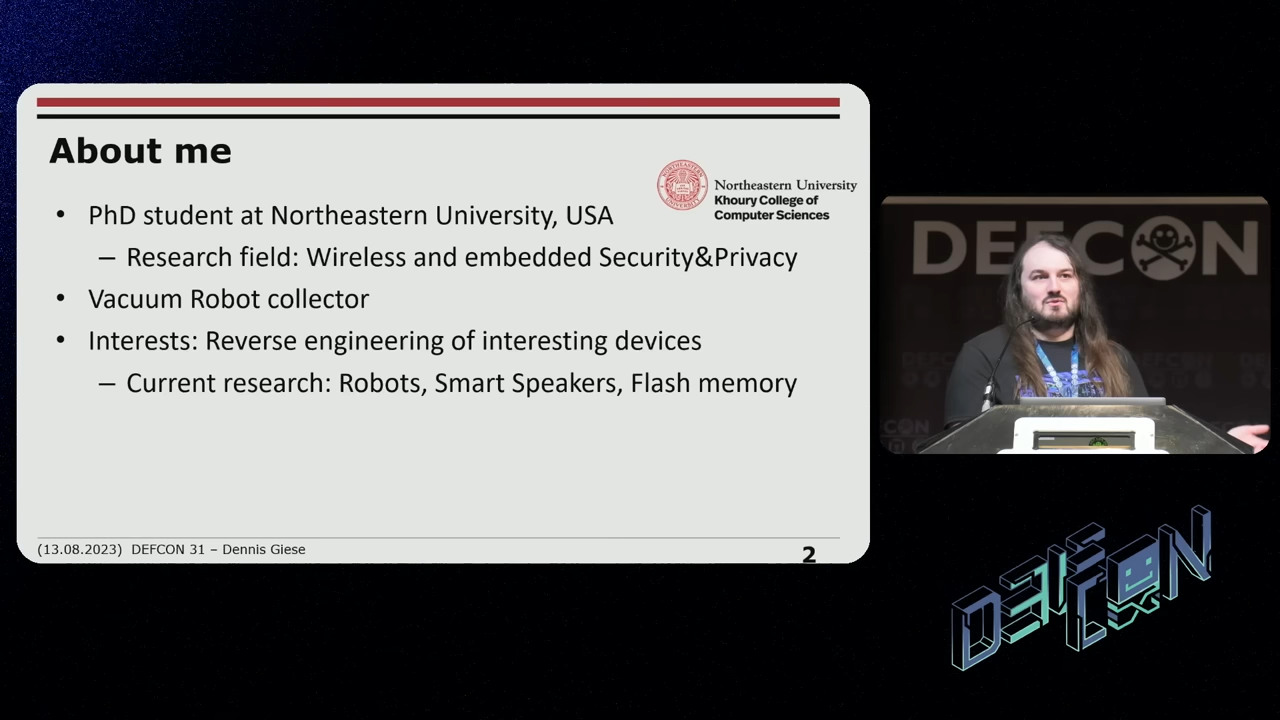 About me
Northeastern University
Khoury College of
Computer Sciences
• PhD student at Northeastern University, USA
– Research field: Wireless and embedded Security&Privacy
• Vacuum Robot collector
• Interests: Reverse engineering of interesting devices
– Current research: Robots, Smart Speakers, Flash memory
(13.08.2023) DEFCON 31 – Dennis Giese
2
DEFCON
DEFCON